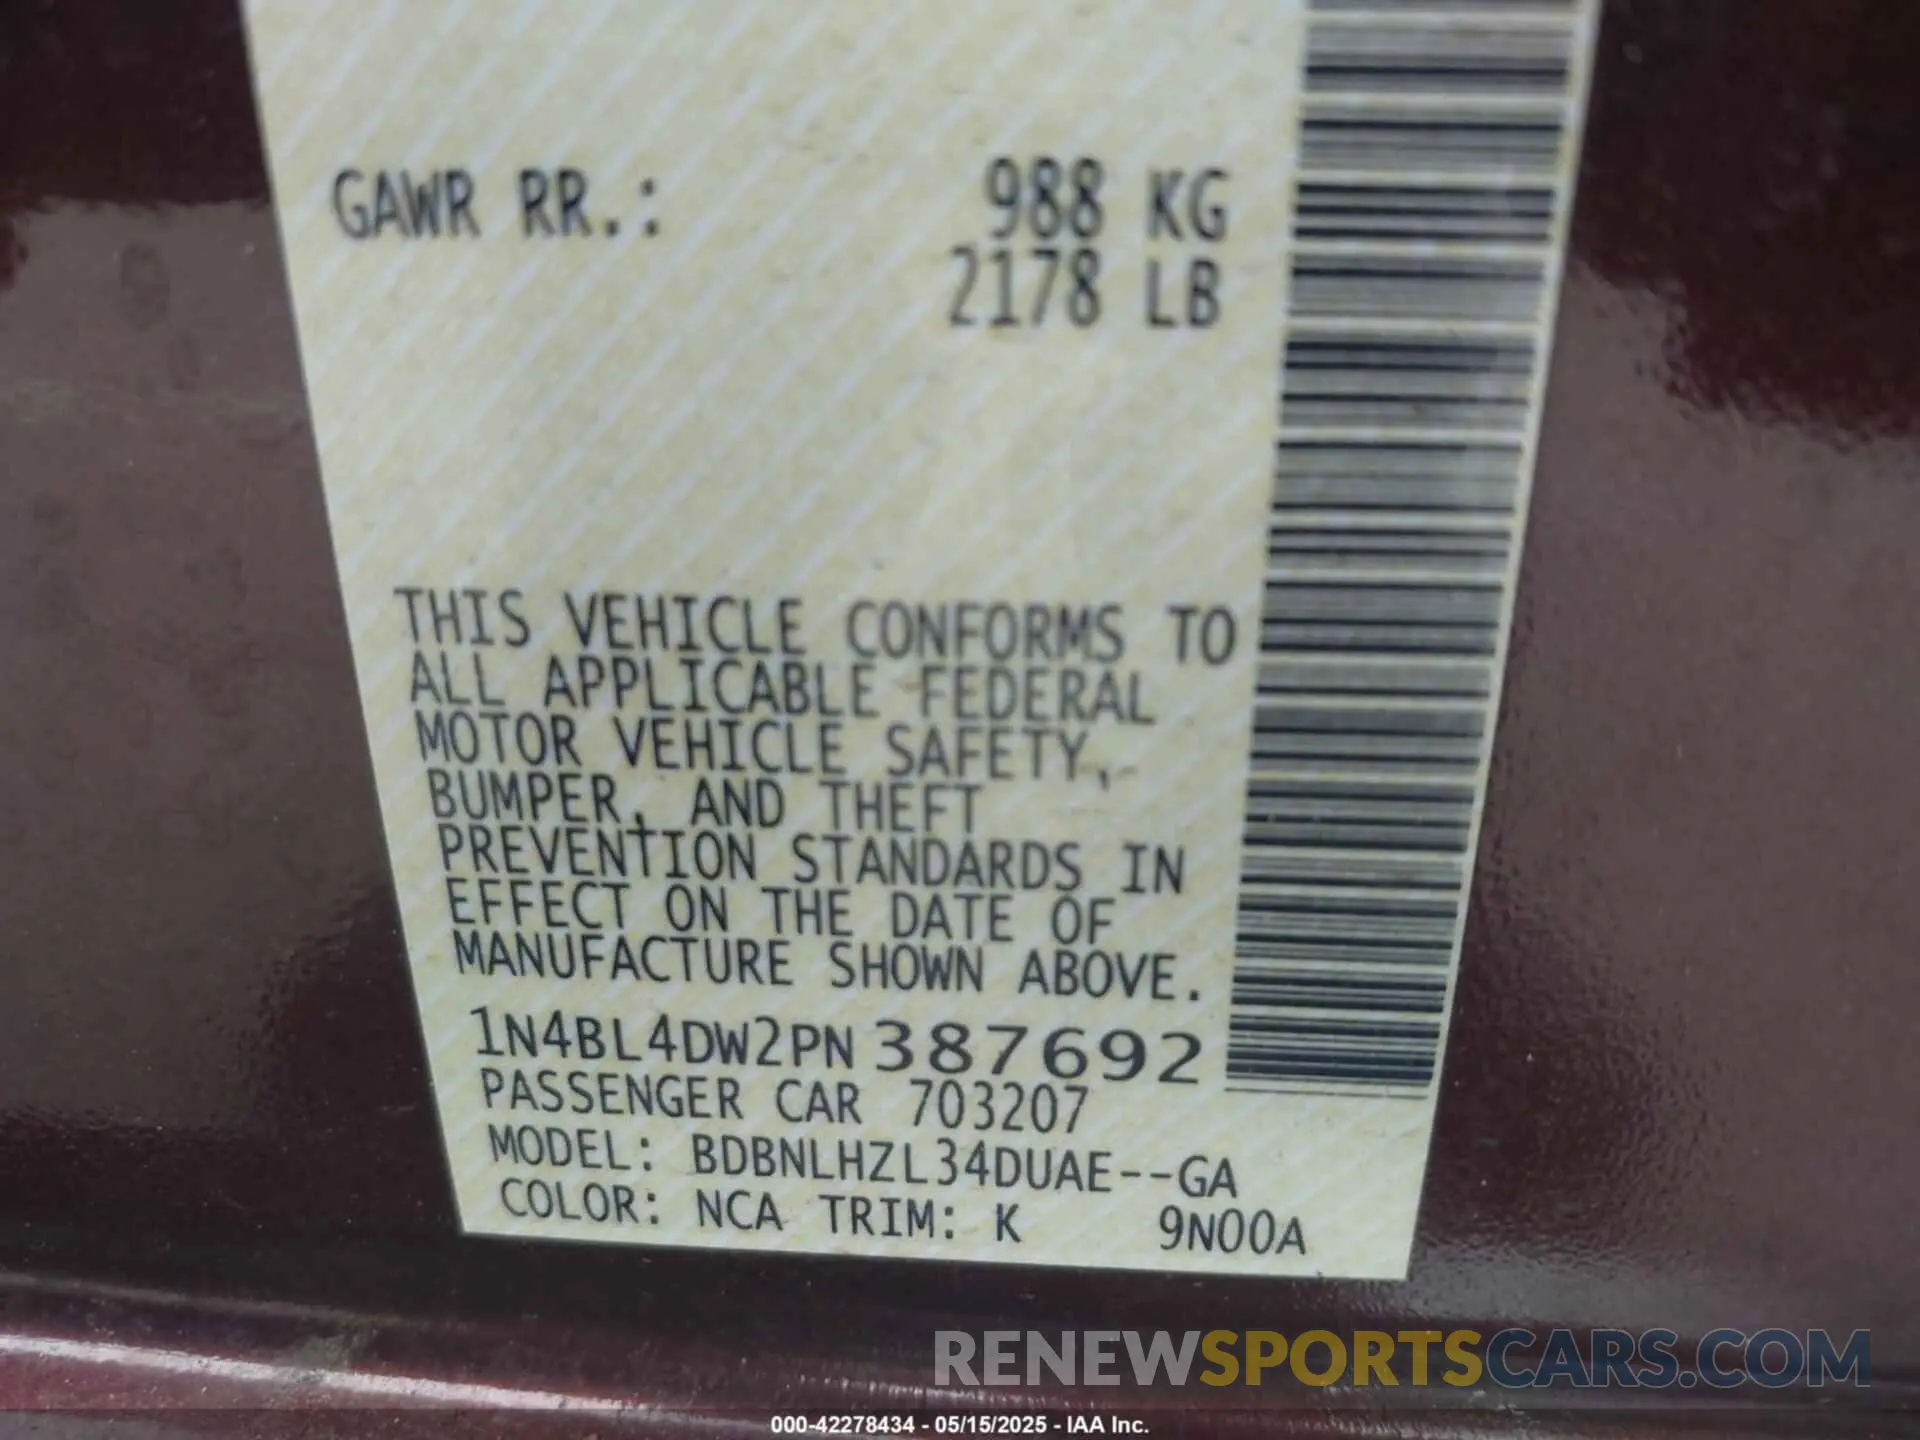 GAWR RR.: 988 KG
2178 LB
THIS VEHICLE CONFORMS TO
ALL APPLICABLE FEDERAL
MOTOR VEHICLE SAFETY,
BUMPER, AND THEFT
PREVENTION STANDARDS IN
EFFECT ON THE DATE OF
MANUFACTURE SHOWN ABOVE.
1N4BL4DW2PN387692
PASSENGER CAR 703207
MODEL: BDBNLHZL34DUAE--GA
COLOR: NCA TRIM: K 9N00A
RENEWSPORTSCARS.COM
000-42278434 - 05/15/2025 - IAA Inc.